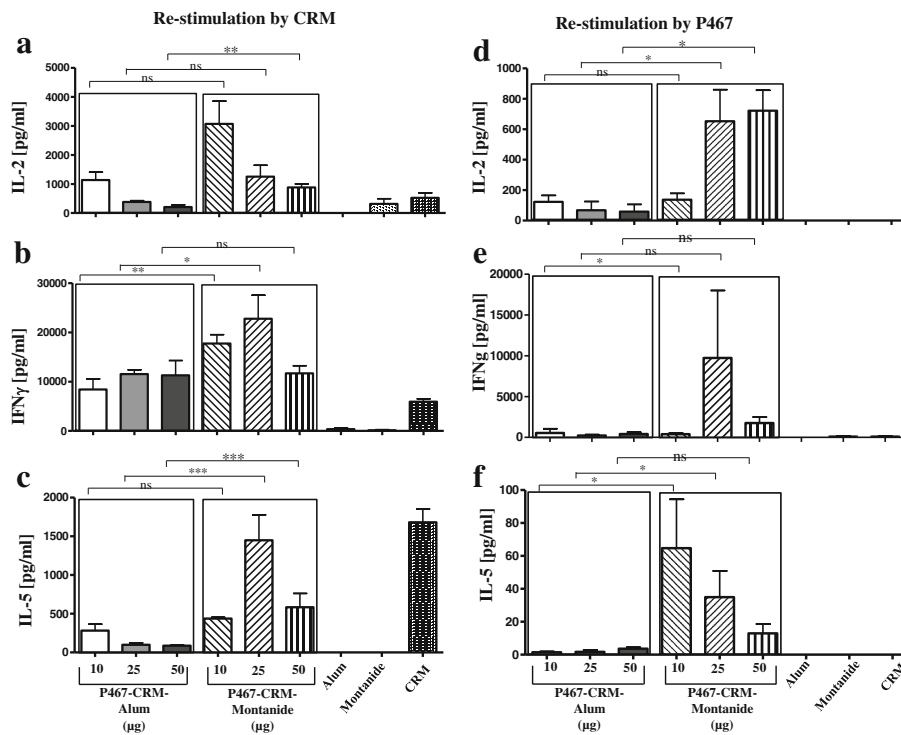 Re-stimulation by CRM
a
**
*
ns
IL-2 [pg/ml]
5000
4000
3000
2000
1000
0
b
ns
*
**
IFNγ [pg/ml]
30000
20000
10000
0
c
***
***
ns
IL-5 [pg/ml]
2000
1500
1000
500
0
10 25 50 10 25 50 Alum Montanide CRM
P467-CRM-
Alum
(µg)
P467-CRM-
Montanide
(µg)
Re-stimulation by P467
d
*
*
ns
IL-2 [pg/ml]
1000
800
600
400
200
0
e
ns
ns
*
IFNg [pg/ml]
20000
15000
10000
5000
0
f
ns
*
*
IL-5 [pg/ml]
100
80
60
40
20
0
10 25 50 10 25 50 Alum Montanide CR
P467-CRM-
Alum
(µg)
P467-CRM-
Montanide
(µg)